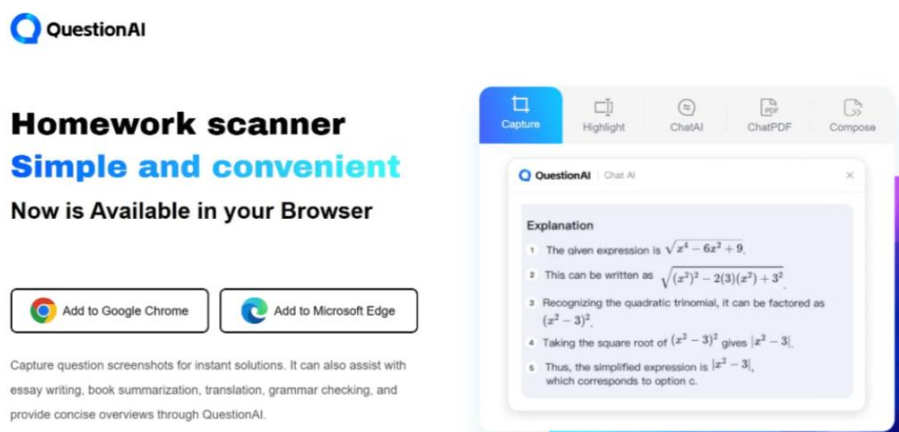 QuestionAI
Homework scanner
Simple and convenient
Now is Available in your Browser
Add to Google Chrome
Add to Microsoft Edge
Capture question screenshots for instant solutions. It can also assist with
essay writing, book summarization, translation, grammar checking, and
provide concise overviews through QuestionAI.
Capture
Highlight
ChatAI
ChatPDF
Compose
QuestionAI | Chat AI
Explanation
1 The given expression is √(x⁴ − 6x² + 9).
2 This can be written as √((x²)² − 2(3)(x²) + 3²).
3 Recognizing the quadratic trinomial, it can be factored as
(x² − 3)².
4 Taking the square root of (x² − 3)² gives |x² − 3|.
5 Thus, the simplified expression is |x² − 3|,
which corresponds to option c.